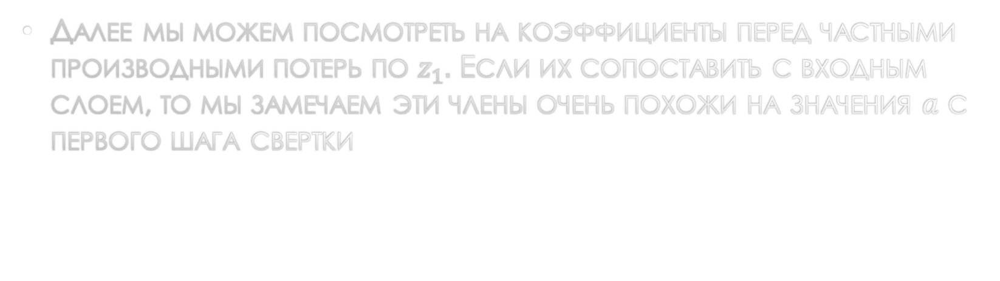 • Далее мы можем посмотреть на коэффициенты перед частными
производными потерь по z₁. Если их сопоставить с входным
слоем, то мы замечаем эти члены очень похожи на значения a с
первого шага свертки